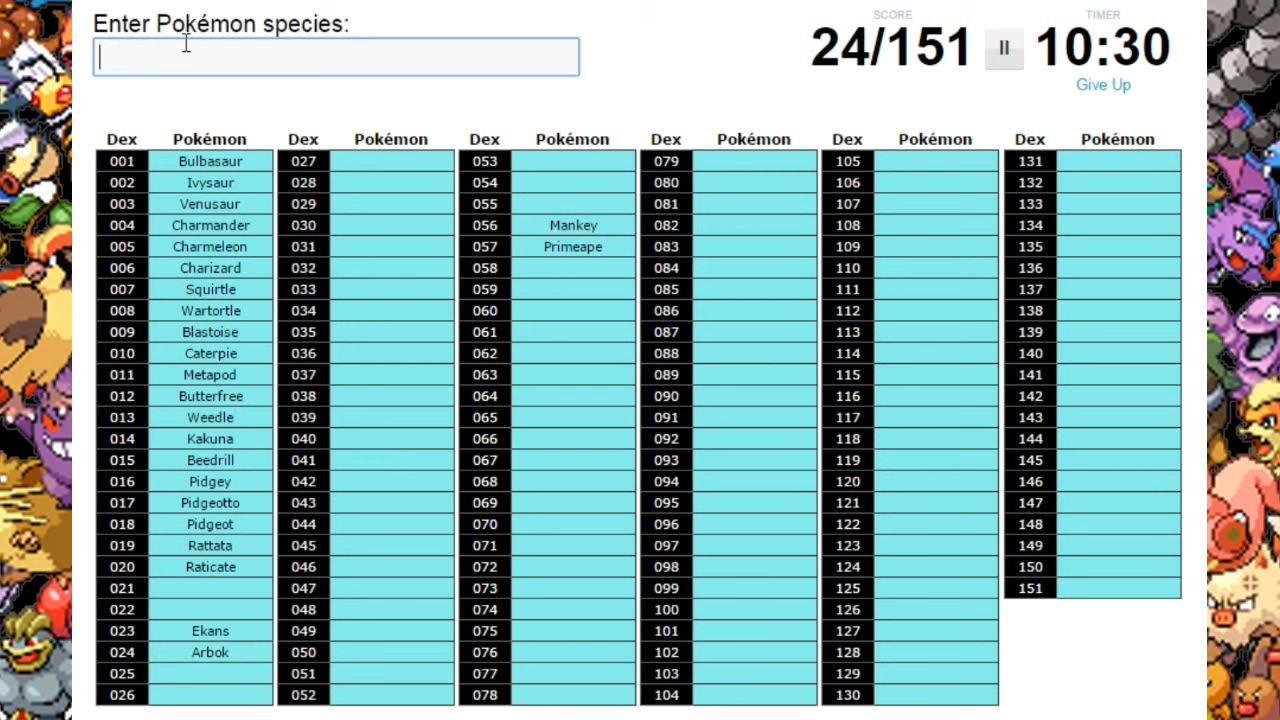 Enter Pokémon species:
SCORE
24/151
TIMER
10:30
Give Up
Dex Pokémon Dex Pokémon Dex Pokémon Dex Pokémon Dex Pokémon Dex Pokémon
001 Bulbasaur 027 053 079 105 131
002 Ivysaur 028 054 080 106 132
003 Venusaur 029 055 081 107 133
004 Charmander 030 056 Mankey 082 108 134
005 Charmeleon 031 057 Primeape 083 109 135
006 Charizard 032 058 084 110 136
007 Squirtle 033 059 085 111 137
008 Wartortle 034 060 086 112 138
009 Blastoise 035 061 087 113 139
010 Caterpie 036 062 088 114 140
011 Metapod 037 063 089 115 141
012 Butterfree 038 064 090 116 142
013 Weedle 039 065 091 117 143
014 Kakuna 040 066 092 118 144
015 Beedrill 041 067 093 119 145
016 Pidgey 042 068 094 120 146
017 Pidgeotto 043 069 095 121 147
018 Pidgeot 044 070 096 122 148
019 Rattata 045 071 097 123 149
020 Raticate 046 072 098 124 150
021 047 073 099 125 151
022 048 074 100 126
023 Ekans 049 075 101 127
024 Arbok 050 076 102 128
025 051 077 103 129
026 052 078 104 130